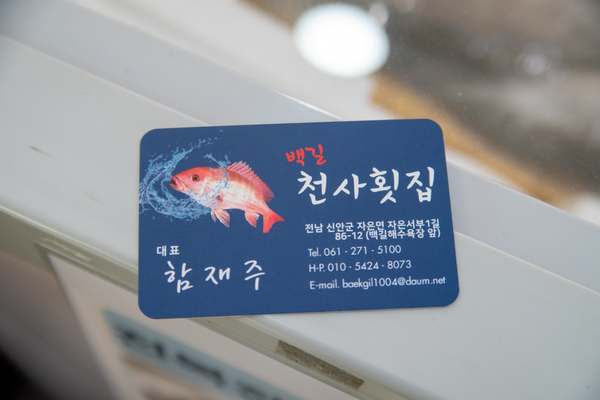 백길
천사횟집
전남 신안군 자은면 자은서부1길
86-12 (백길해수욕장 앞)
Tel. 061 - 271 - 5100
H·P. 010 - 5424 - 8073
E-mail. baekgil1004@daum.net
대표
함재주